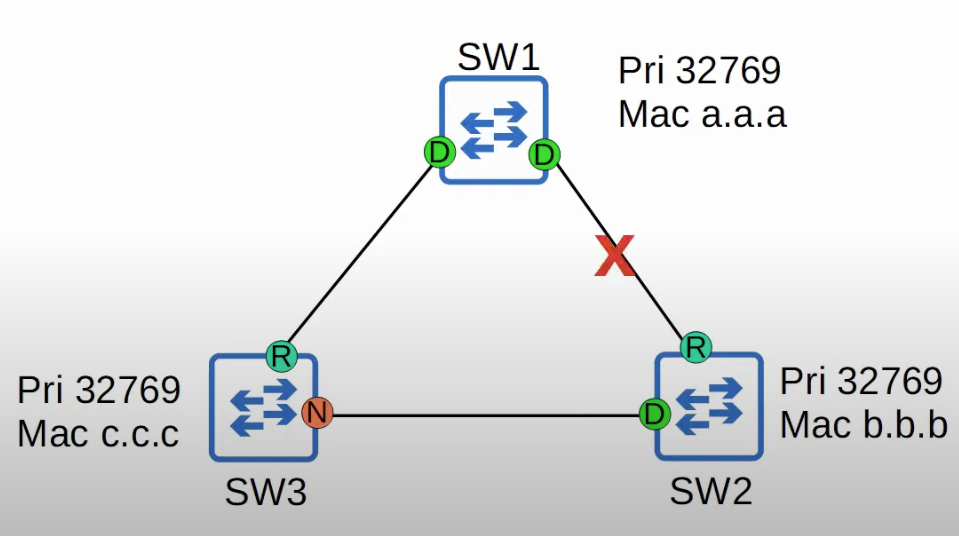 SW1
Pri 32769
Mac a.a.a
D
D
X
R
R
Pri 32769
Mac c.c.c
N
D
Pri 32769
Mac b.b.b
SW3
SW2